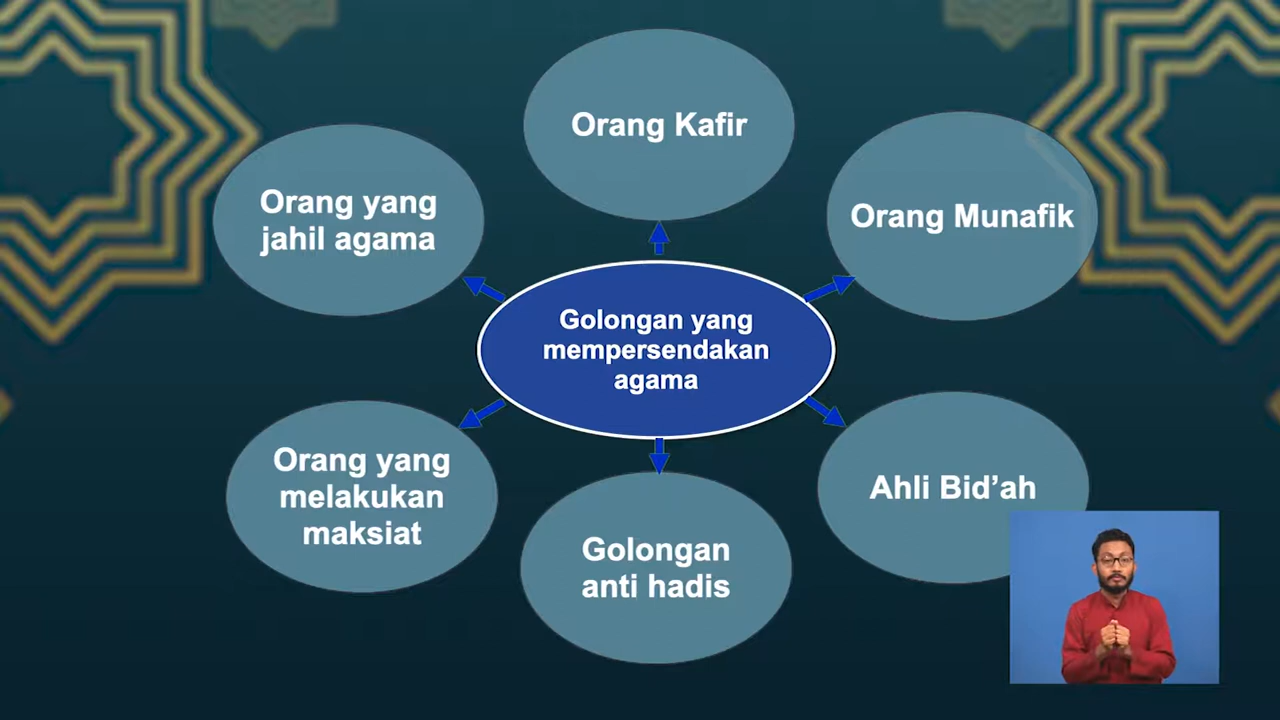 Orang Kafir
Orang yang
jahil agama
Orang Munafik
Golongan yang
mempersendakan
agama
Orang yang
melakukan
maksiat
Ahli Bid’ah
Golongan
anti hadis